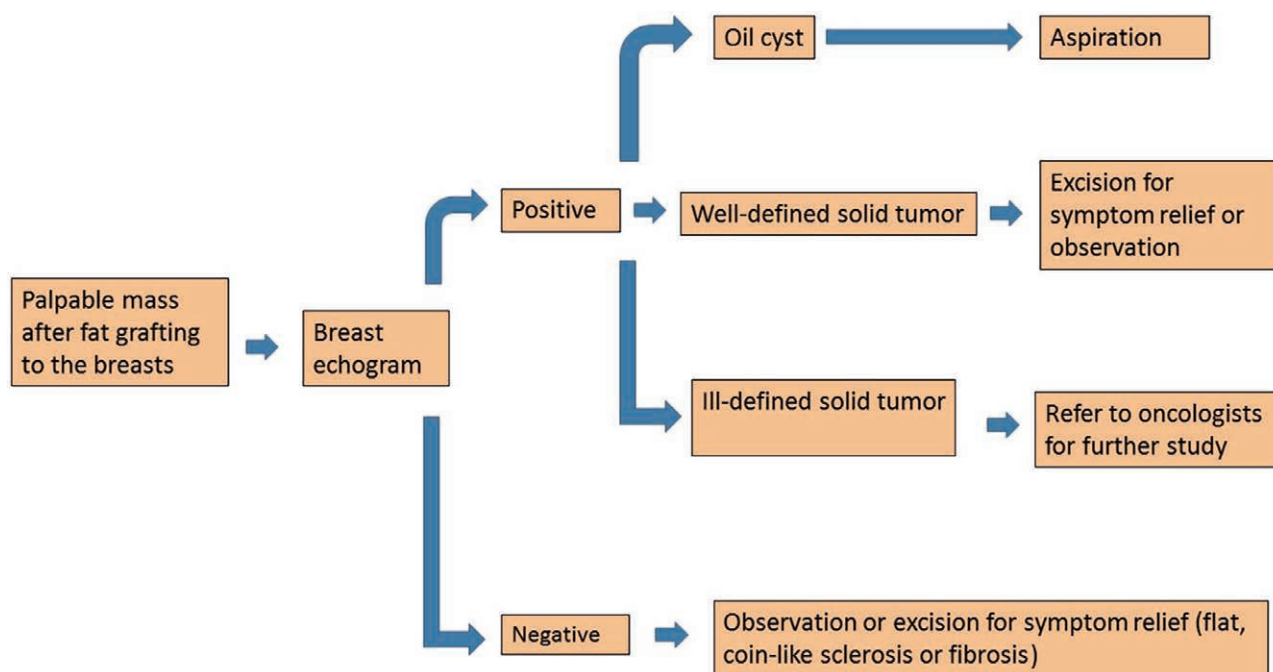 Oil cyst
Aspiration
Positive
Well-defined solid tumor
Excision for
symptom relief or
observation
Palpable mass
after fat grafting
to the breasts
Breast
echogram
Ill-defined solid tumor
Refer to oncologists
for further study
Negative
Observation or excision for symptom relief (flat,
coin-like sclerosis or fibrosis)